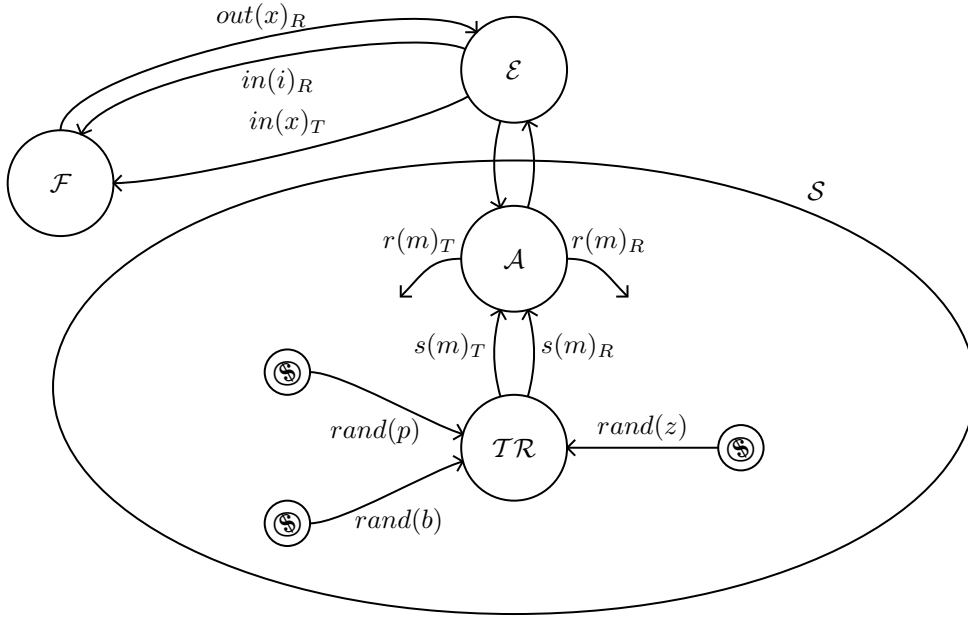 out(x)_R
ℰ
in(i)_R
in(x)_T
ℱ
𝒮
r(m)_T
𝒜
r(m)_R
s(m)_T
s(m)_R
$
rand(p)
𝒯ℛ
rand(z)
$
$
rand(b)